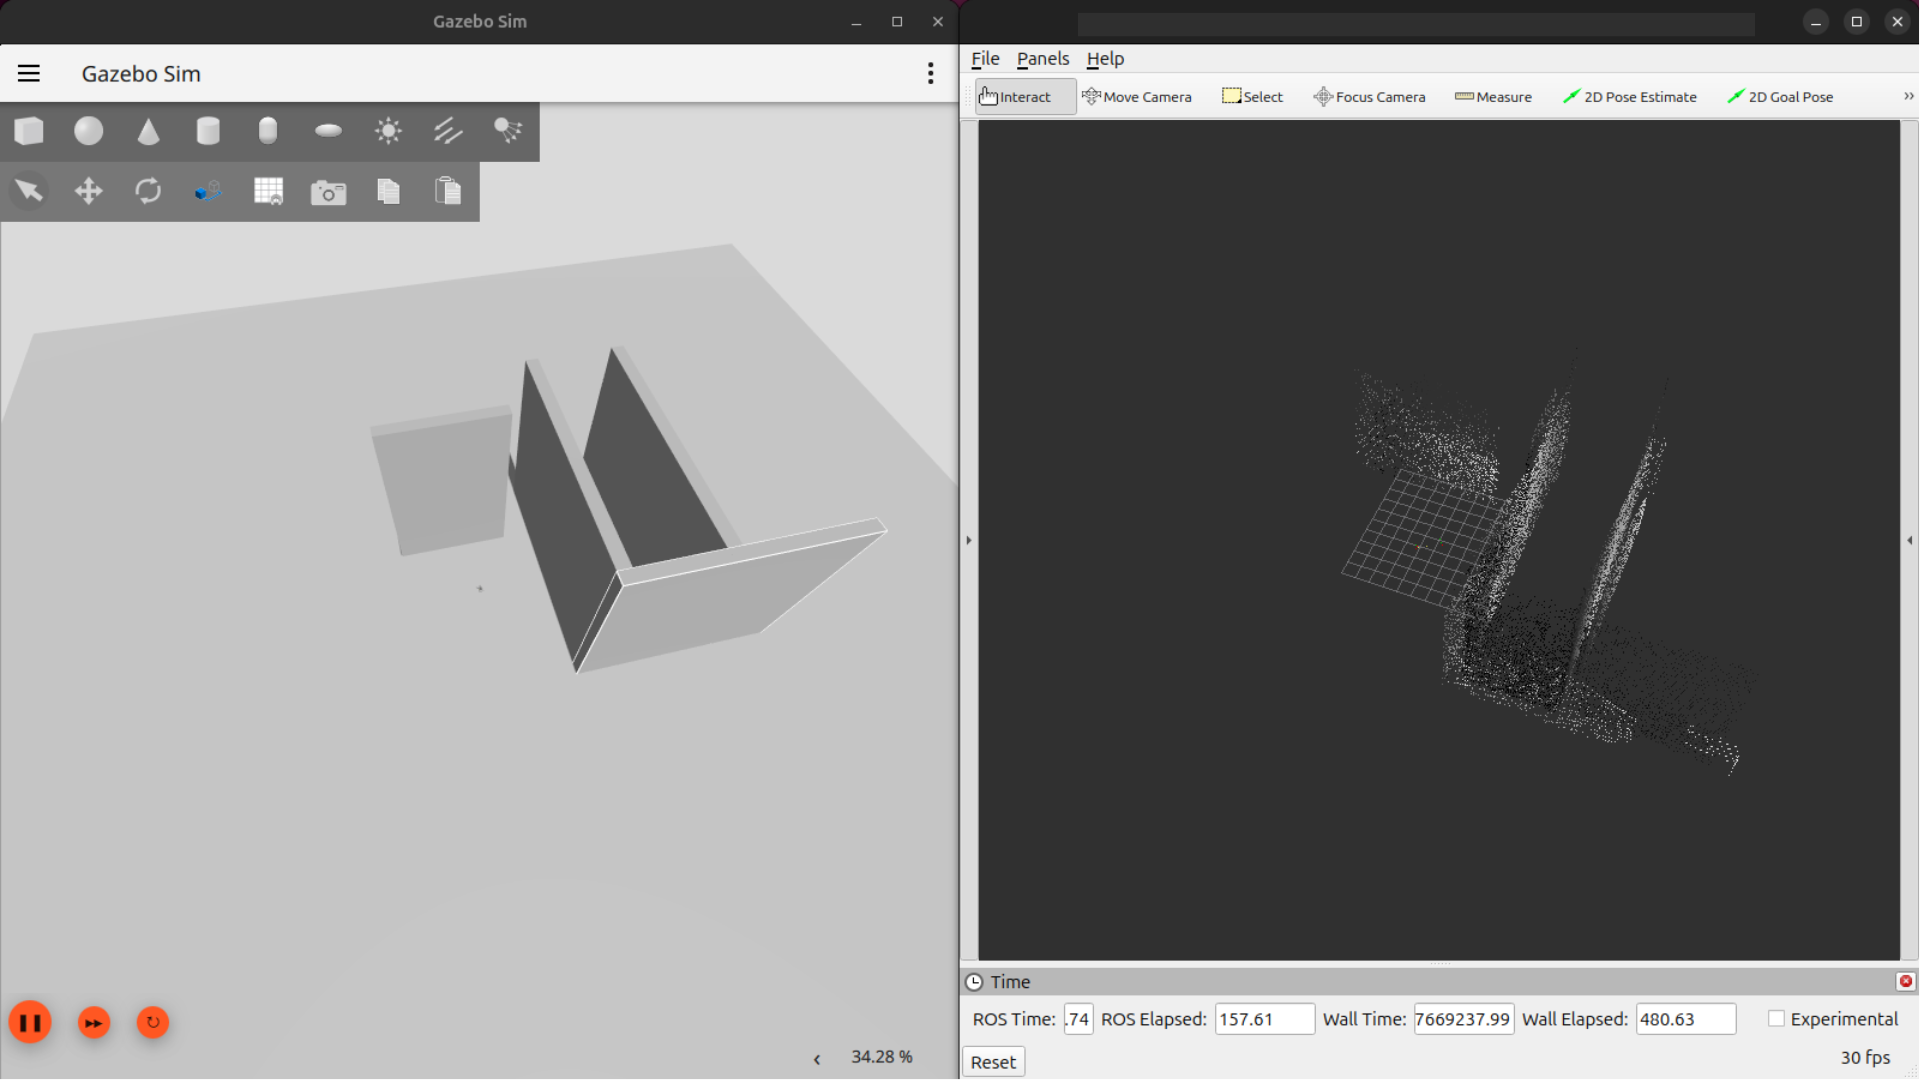 Gazebo Sim
Gazebo Sim
34.28 %
File Panels Help
Interact Move Camera Select Focus Camera Measure 2D Pose Estimate 2D Goal Pose »
Time
ROS Time: .74 ROS Elapsed: 157.61 Wall Time: 7669237.99 Wall Elapsed: 480.63 Experimental
Reset 30 fps